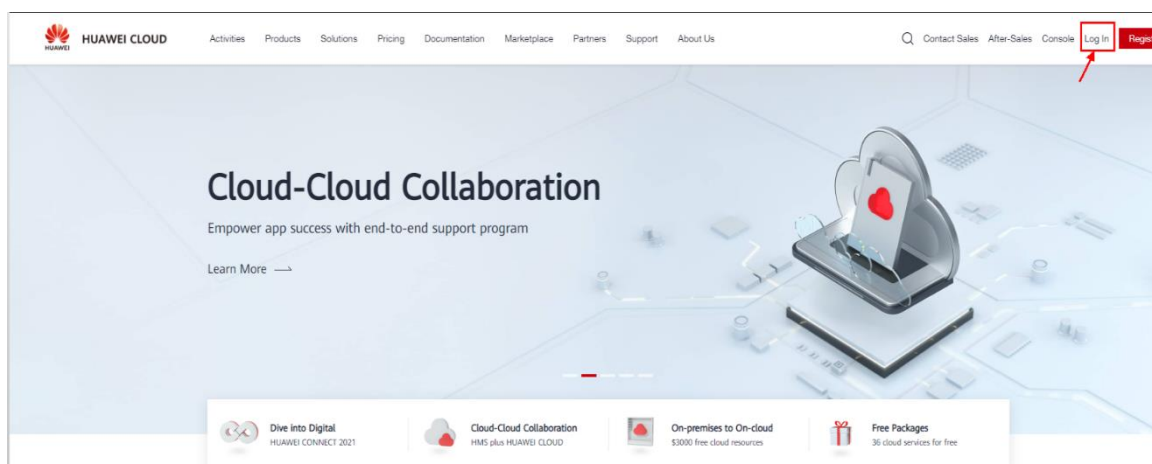 HUAWEI
HUAWEI CLOUD
Activities Products Solutions Pricing Documentation Marketplace Partners Support About Us
Contact Sales After-Sales Console Log In Regist
Cloud-Cloud Collaboration
Empower app success with end-to-end support program
Learn More
Dive into Digital
HUAWEI CONNECT 2021
Cloud-Cloud Collaboration
HMS plus HUAWEI CLOUD
On-premises to On-cloud
$3000 free cloud resources
Free Packages
36 cloud services for free